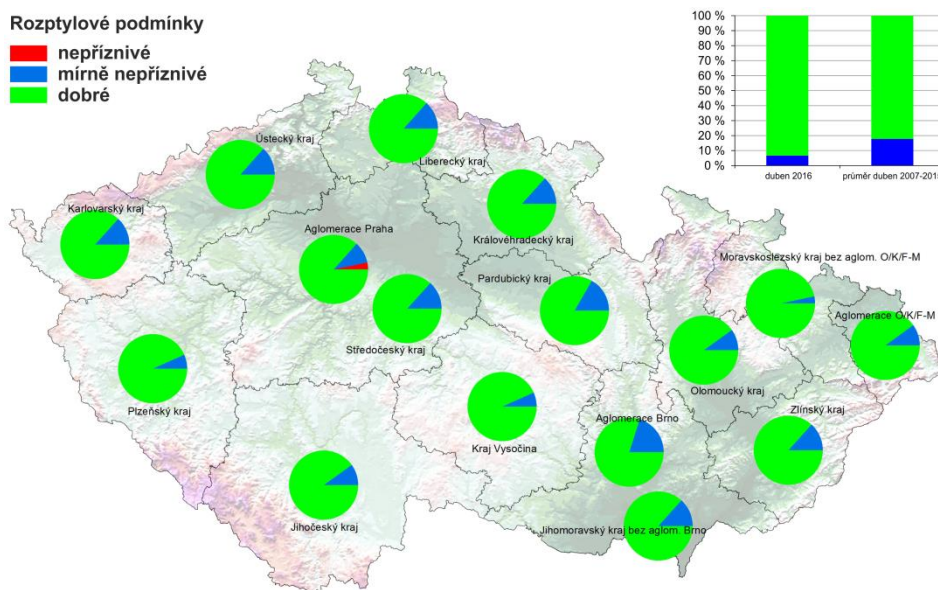 Rozptylové podmínky
nepříznivé
mírně nepříznivé
dobré
100 %
90 %
80 %
70 %
60 %
50 %
40 %
30 %
20 %
10 %
0 %
duben 2016
průměr duben 2007-2015
Ústecký kraj
Liberecký kraj
Karlovarský kraj
Aglomerace Praha
Královéhradecký kraj
Moravskoslezský kraj bez aglom. O/K/F-M
Pardubický kraj
Aglomerace O/K/F-M
Středočeský kraj
Olomoucký kraj
Plzeňský kraj
Zlínský kraj
Aglomerace Brno
Kraj Vysočina
Jihočeský kraj
Jihomoravský kraj bez aglom. Brno